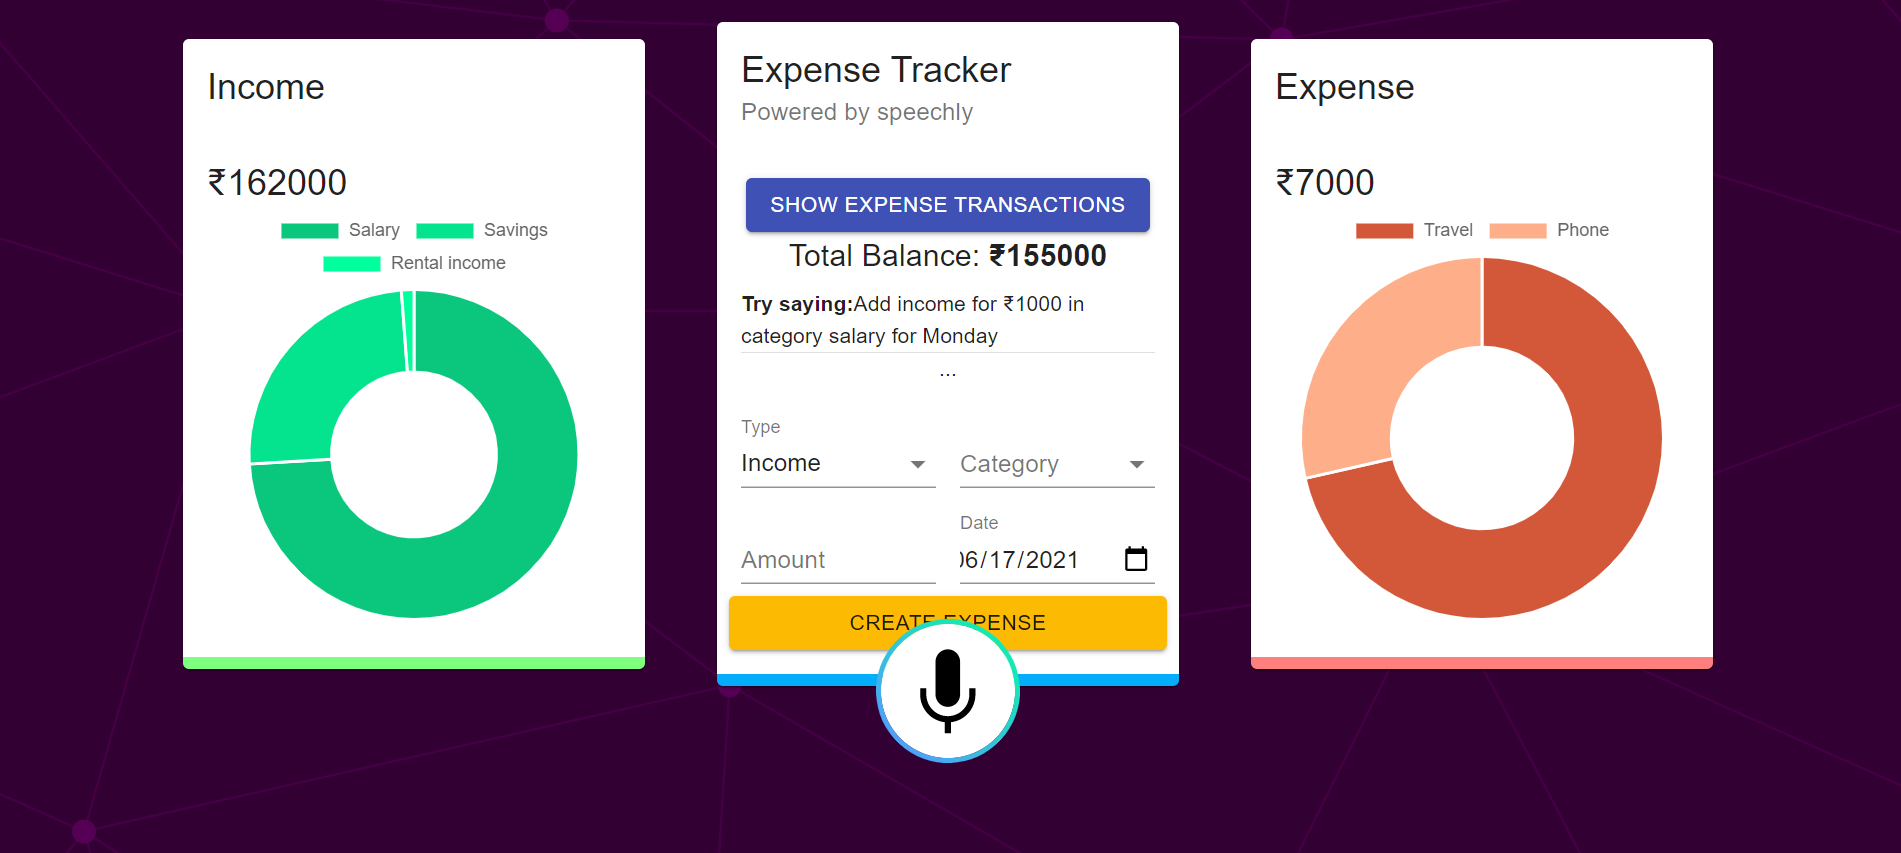 Income
₹162000
Salary Savings
Rental income
Expense Tracker
Powered by speechly
SHOW EXPENSE TRANSACTIONS
Total Balance: ₹155000
Try saying:Add income for ₹1000 in
category salary for Monday
...
Type
Income Category
Date
Amount 06/17/2021
CREATE EXPENSE
Expense
₹7000
Travel Phone